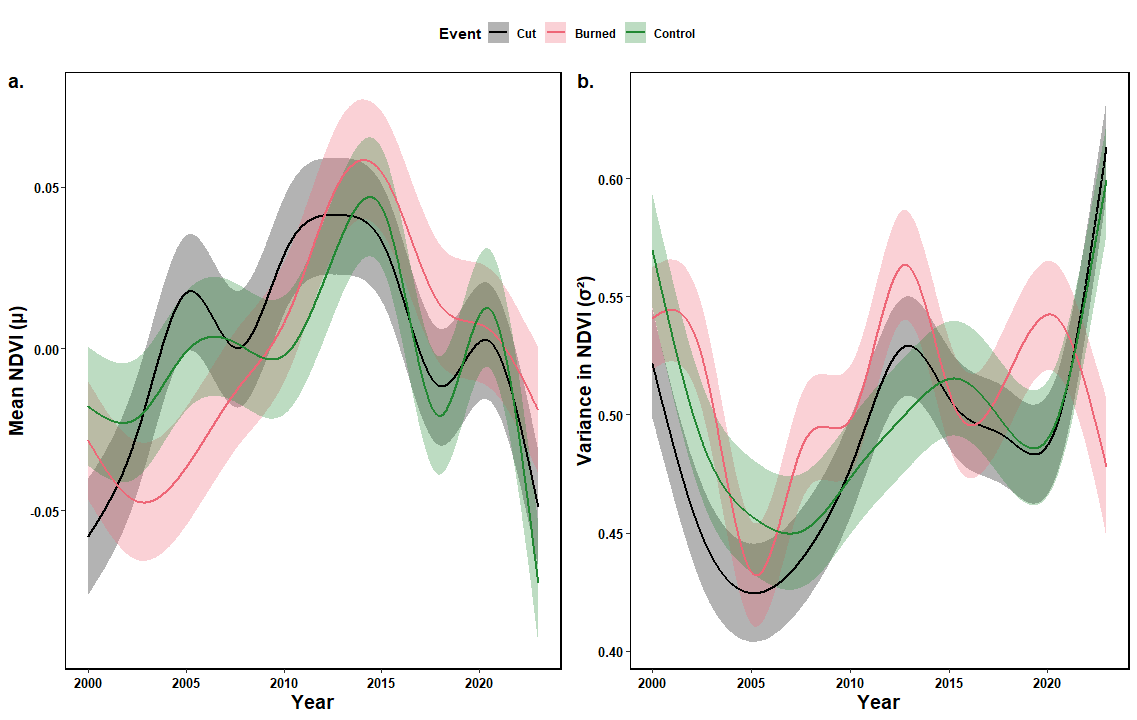 Event Cut Burned Control
a.
b.
Mean NDVI (μ)
0.05
0.00
-0.05
2000 2005 2010 2015 2020
Year
Variance in NDVI (σ²)
0.60
0.55
0.50
0.45
0.40
2000 2005 2010 2015 2020
Year